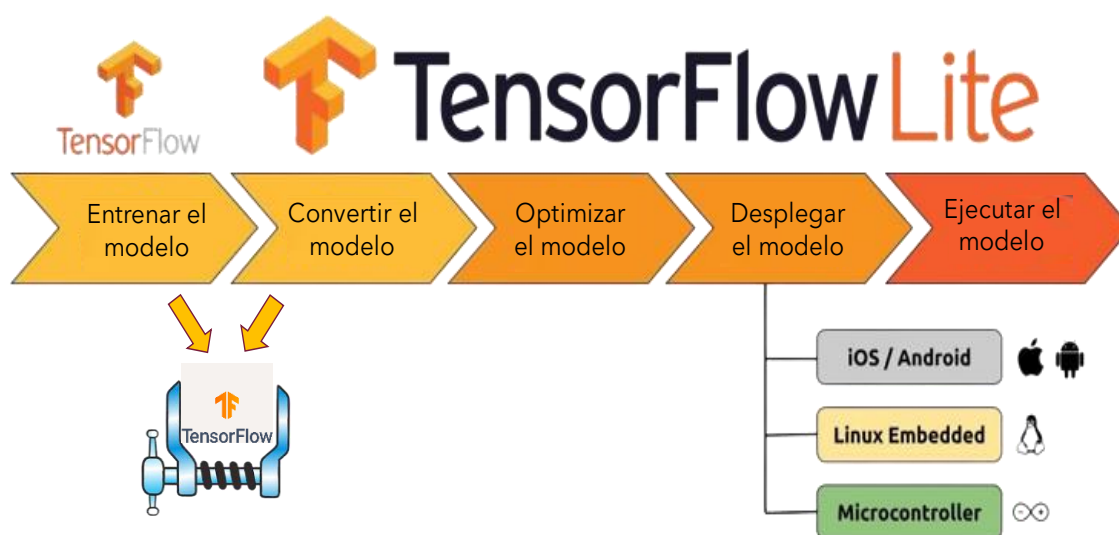 TensorFlow
TensorFlow Lite
Entrenar el
modelo
Convertir el
modelo
Optimizar
el modelo
Desplegar
el modelo
Ejecutar el
modelo
TensorFlow
iOS / Android
Linux Embedded
Microcontroller